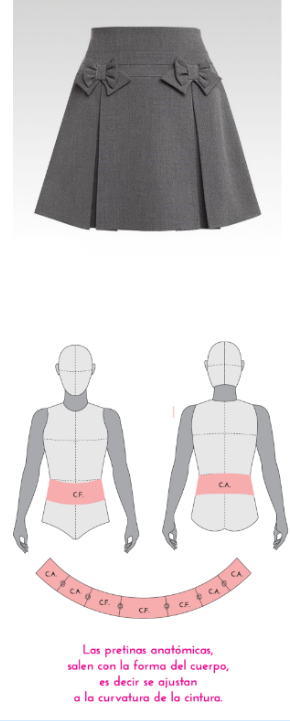 C.F.
C.A.
C.A.
C.A.
C.F.
C.F.
C.F.
C.A.
C.A.
Las pretinas anatómicas,
salen con la forma del cuerpo,
es decir se ajustan
a la curvatura de la cintura.